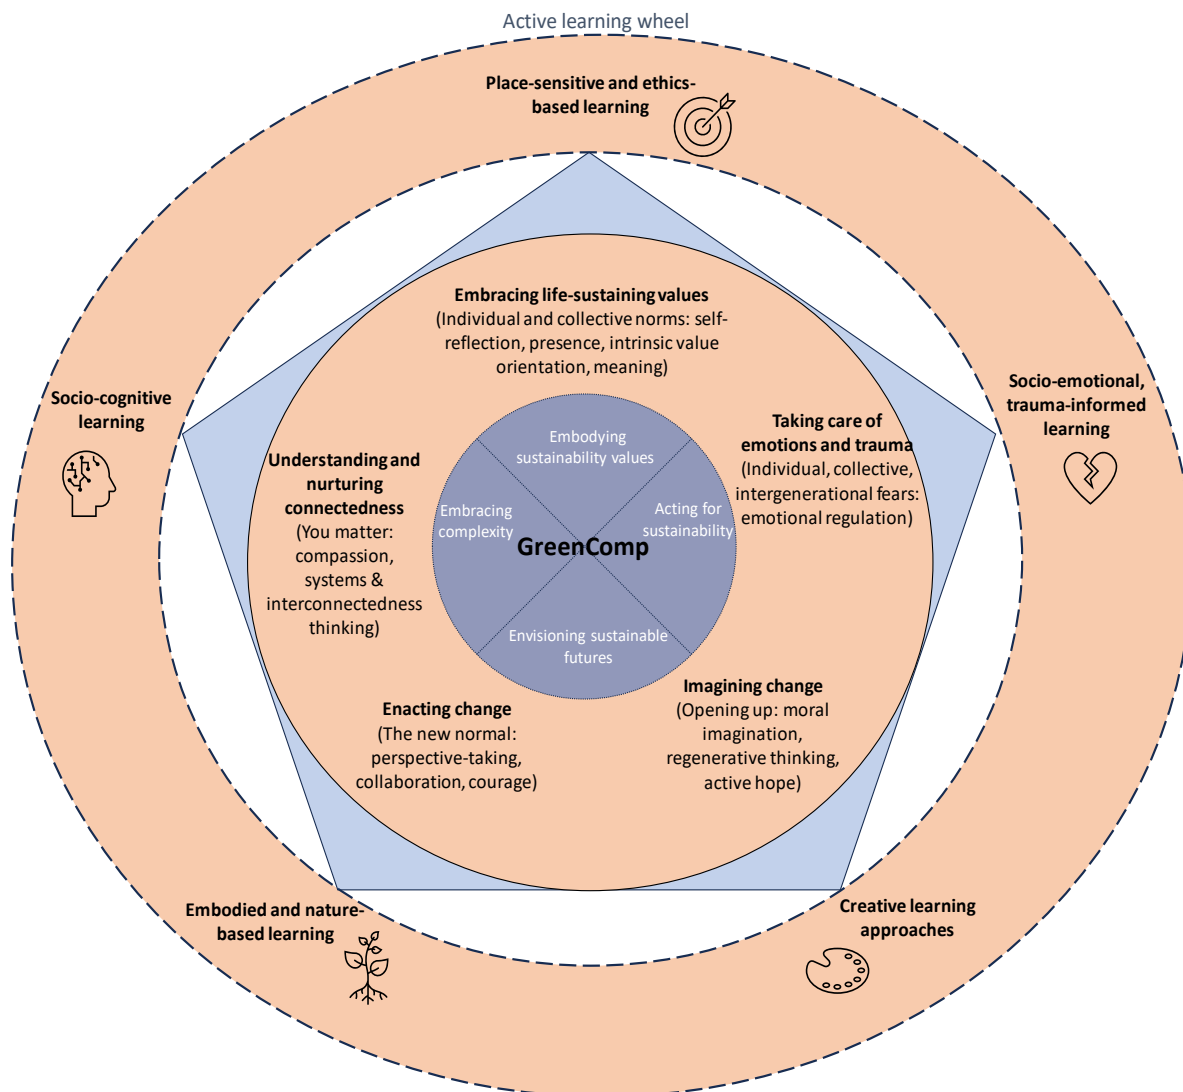 Active learning wheel
Place-sensitive and ethics-
based learning
Embracing life-sustaining values
(Individual and collective norms: self-
reflection, presence, intrinsic value
orientation, meaning)
Socio-cognitive
learning
Socio-emotional,
trauma-informed
learning
Taking care of
emotions and trauma
(Individual, collective,
intergenerational fears:
emotional regulation)
Understanding and
nurturing
connectedness
(You matter:
compassion,
systems &
interconnectedness
thinking)
Embodying
sustainability values
Embracing
complexity
Acting for
sustainability
GreenComp
Envisioning sustainable
futures
Enacting change
(The new normal:
perspective-taking,
collaboration, courage)
Imagining change
(Opening up: moral
imagination,
regenerative thinking,
active hope)
Embodied and nature-
based learning
Creative learning
approaches